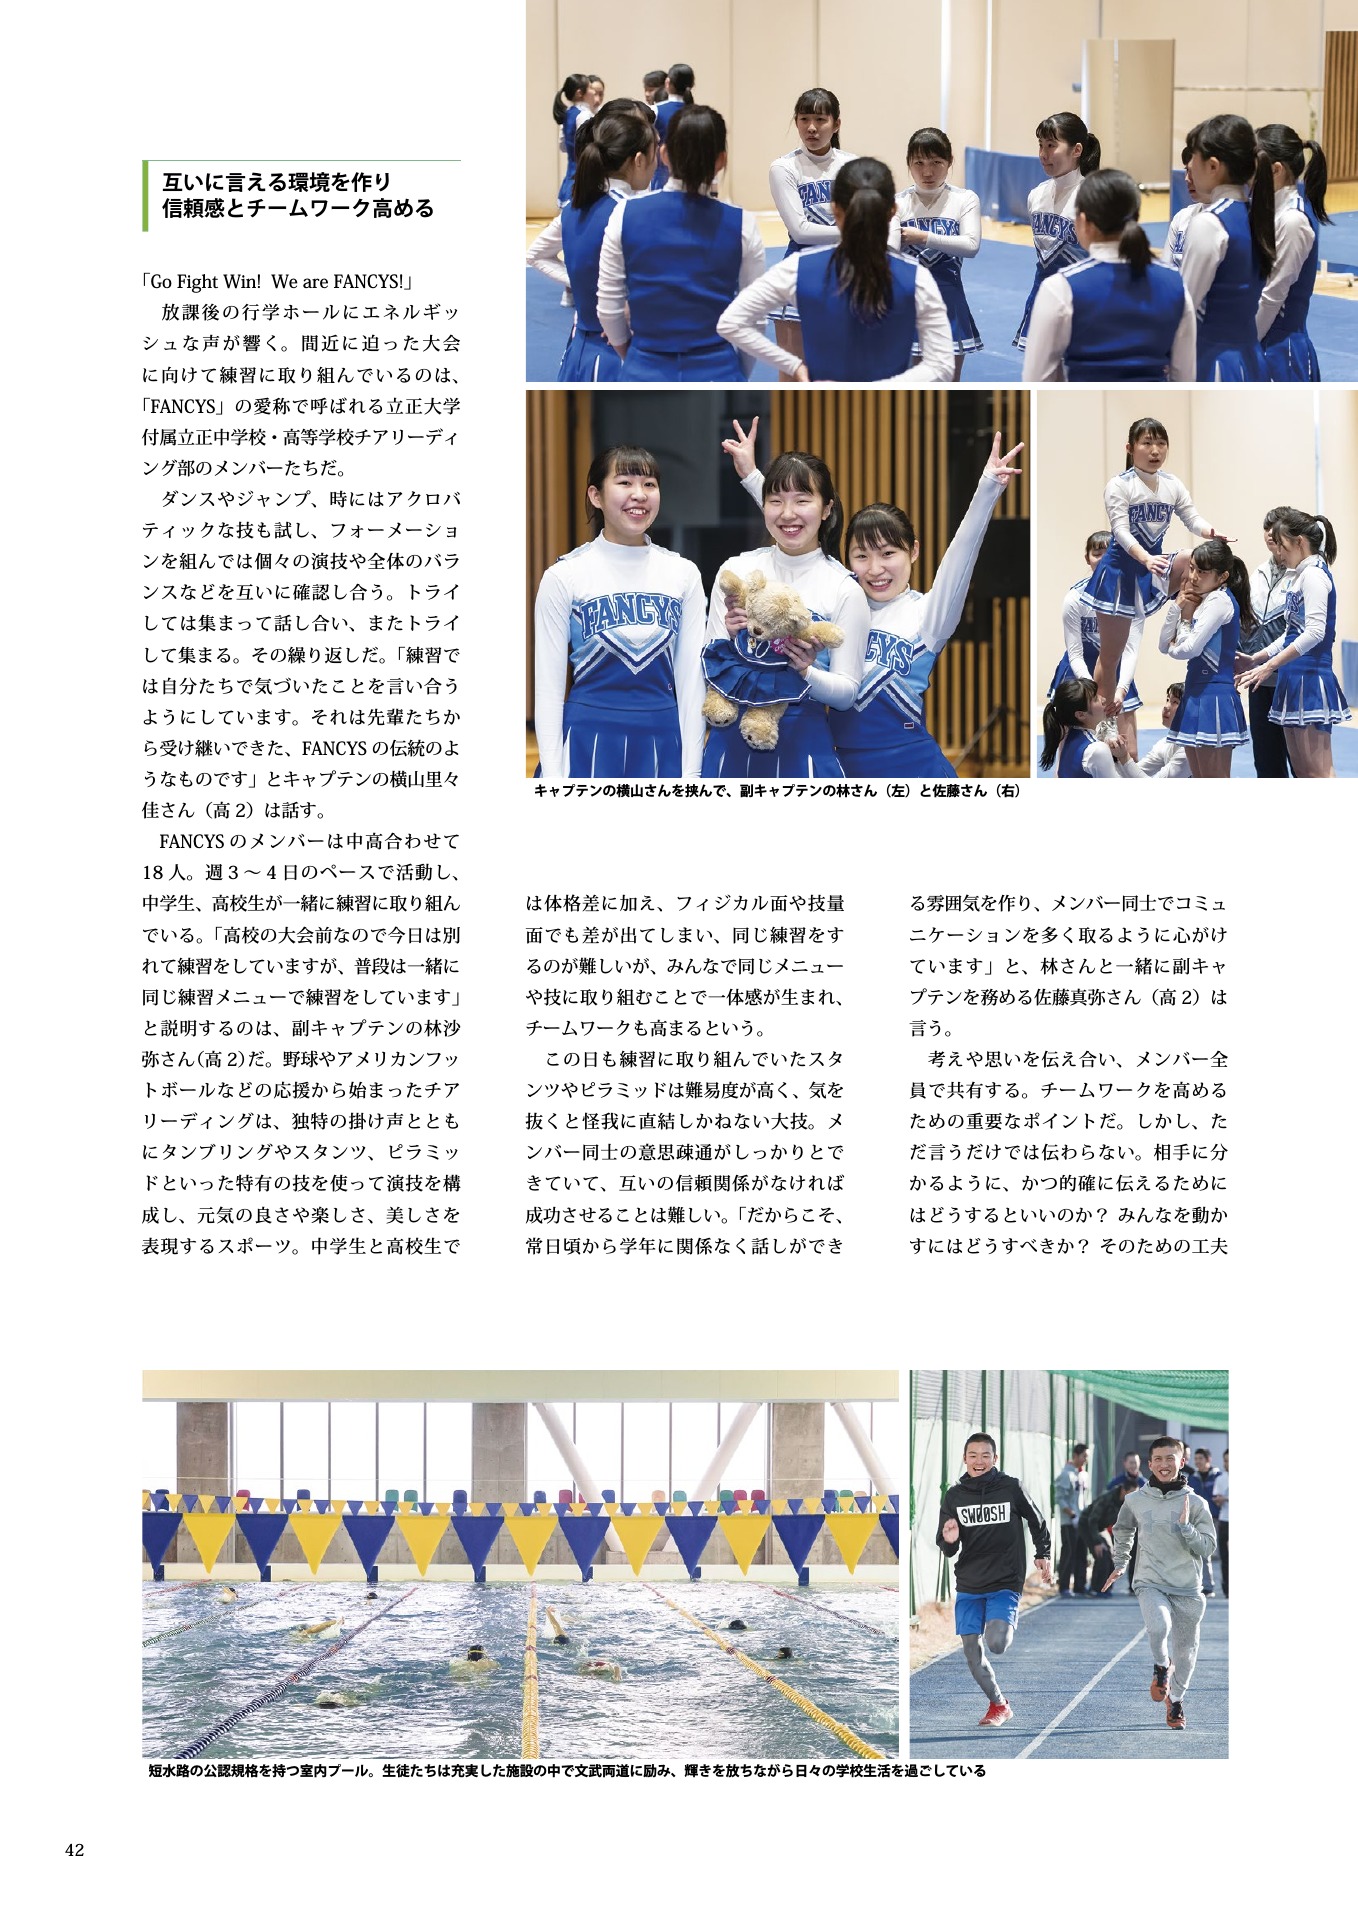 互いに言える環境を作り
信頼感とチームワーク高める
「Go Fight Win! We are FANCYS!」
　放課後の行学ホールにエネルギッ
シュな声が響く。間近に迫った大会
に向けて練習に取り組んでいるのは、
「FANCYS」の愛称で呼ばれる立正大学
付属立正中学校・高等学校チアリーディ
ング部のメンバーたちだ。
　ダンスやジャンプ、時にはアクロバ
ティックな技も試し、フォーメーショ
ンを組んでは個々の演技や全体のバラ
ンスなどを互いに確認し合う。トライ
しては集まって話し合い、またトライ
して集まる。その繰り返しだ。「練習で
は自分たちで気づいたことを言い合う
ようにしています。それは先輩たちか
ら受け継いできた、FANCYSの伝統のよ
うなものです」とキャプテンの横山里々
佳さん（高2）は話す。
　FANCYSのメンバーは中高合わせて
18人。週3～4日のペースで活動し、
中学生、高校生が一緒に練習に取り組ん
でいる。「高校の大会前なので今日は別
れて練習をしていますが、普段は一緒に
同じ練習メニューで練習をしています」
と説明するのは、副キャプテンの林沙
弥さん（高2）だ。野球やアメリカンフッ
トボールなどの応援から始まったチア
リーディングは、独特の掛け声ととも
にタンブリングやスタンツ、ピラミッ
ドといった特有の技を使って演技を構
成し、元気の良さや楽しさ、美しさを
表現するスポーツ。中学生と高校生で
FAN
ANCYS
ANCYS
FANCYS
CYS
FANCY
キャプテンの横山さんを挟んで、副キャプテンの林さん（左）と佐藤さん（右）
は体格差に加え、フィジカル面や技量
面でも差が出てしまい、同じ練習をす
るのが難しいが、みんなで同じメニュー
や技に取り組むことで一体感が生まれ、
チームワークも高まるという。
　この日も練習に取り組んでいたスタ
ンツやピラミッドは難易度が高く、気を
抜くと怪我に直結しかねない大技。メ
ンバー同士の意思疎通がしっかりとで
きていて、互いの信頼関係がなければ
成功させることは難しい。「だからこそ、
常日頃から学年に関係なく話しができ
る雰囲気を作り、メンバー同士でコミュ
ニケーションを多く取るように心がけ
ています」と、林さんと一緒に副キャ
プテンを務める佐藤真弥さん（高2）は
言う。
　考えや思いを伝え合い、メンバー全
員で共有する。チームワークを高める
ための重要なポイントだ。しかし、た
だ言うだけでは伝わらない。相手に分
かるように、かつ的確に伝えるために
はどうするといいのか？ みんなを動か
すにはどうすべきか？ そのための工夫
SWOOSH
短水路の公認規格を持つ室内プール。生徒たちは充実した施設の中で文武両道に励み、輝きを放ちながら日々の学校生活を過ごしている
42